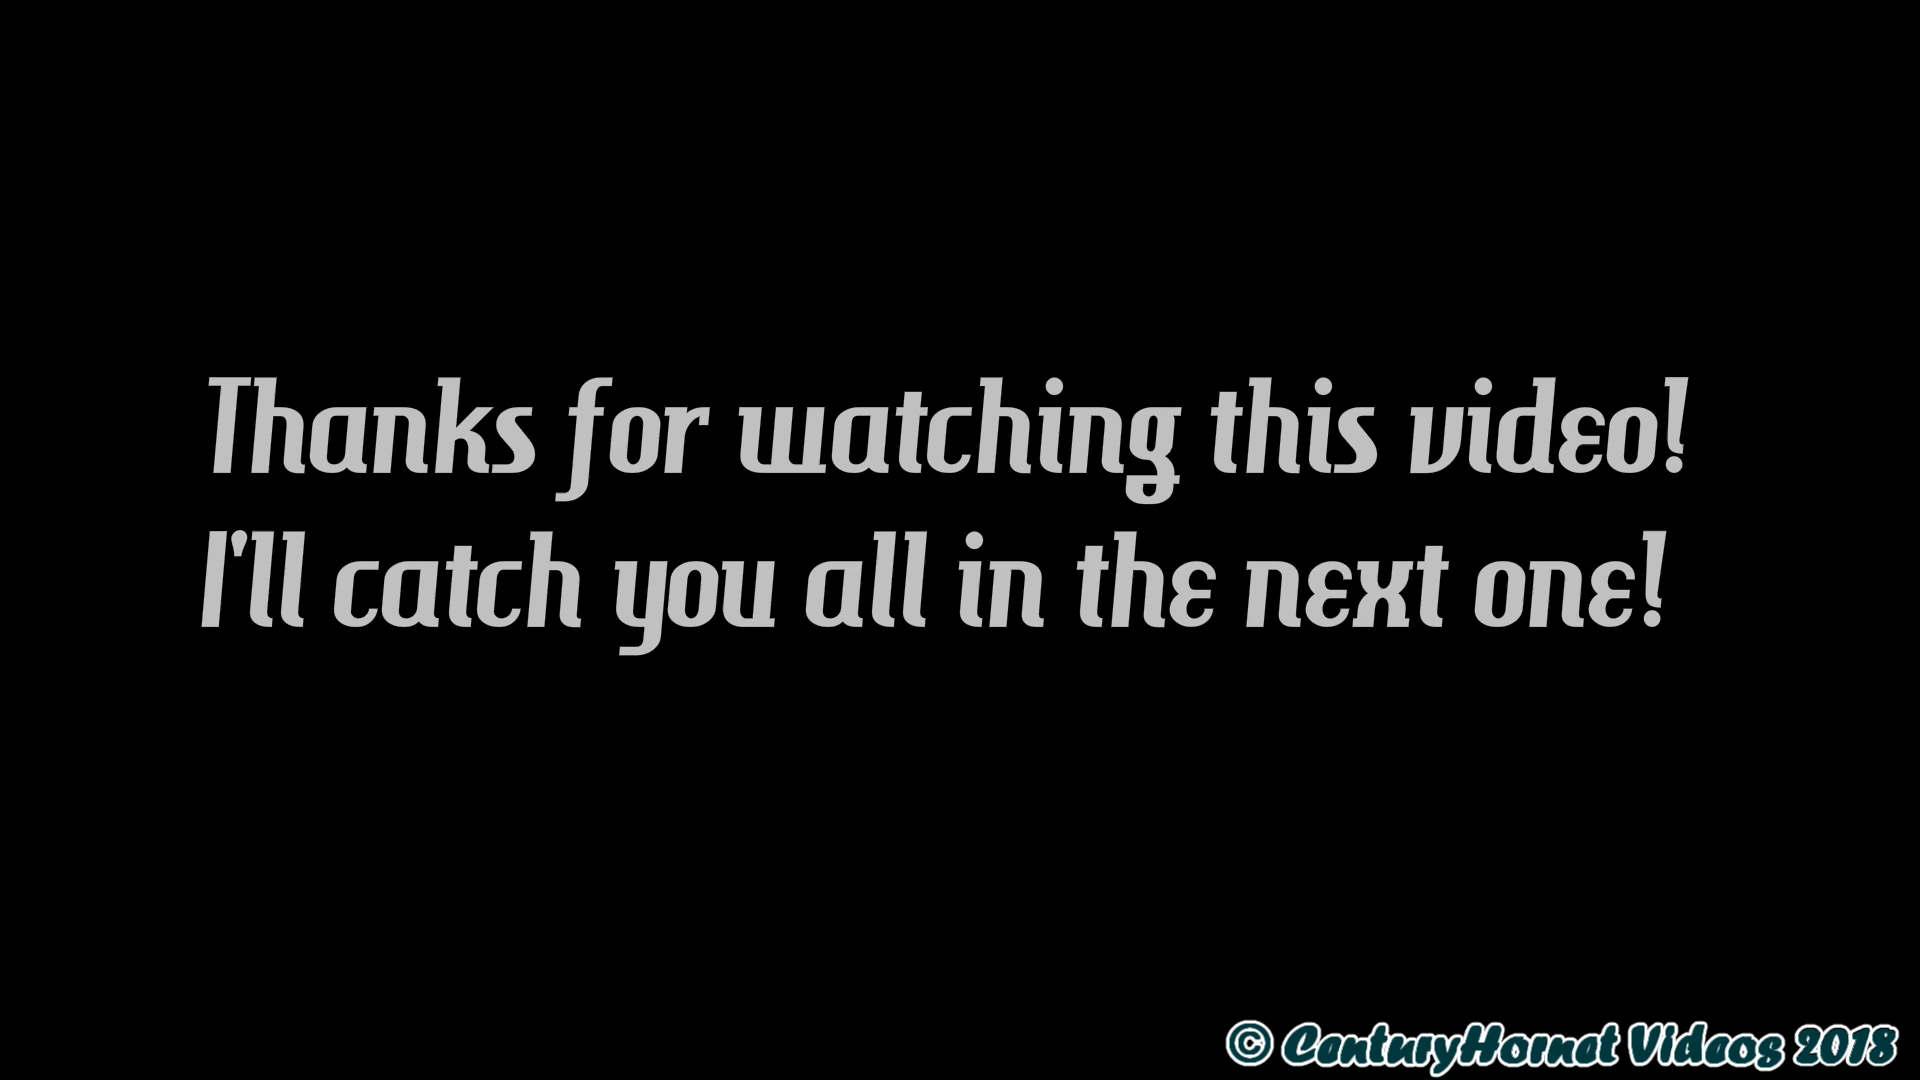 Thanks for watching this video!
I'll catch you all in the next one!
© CenturyHornet Videos 2018